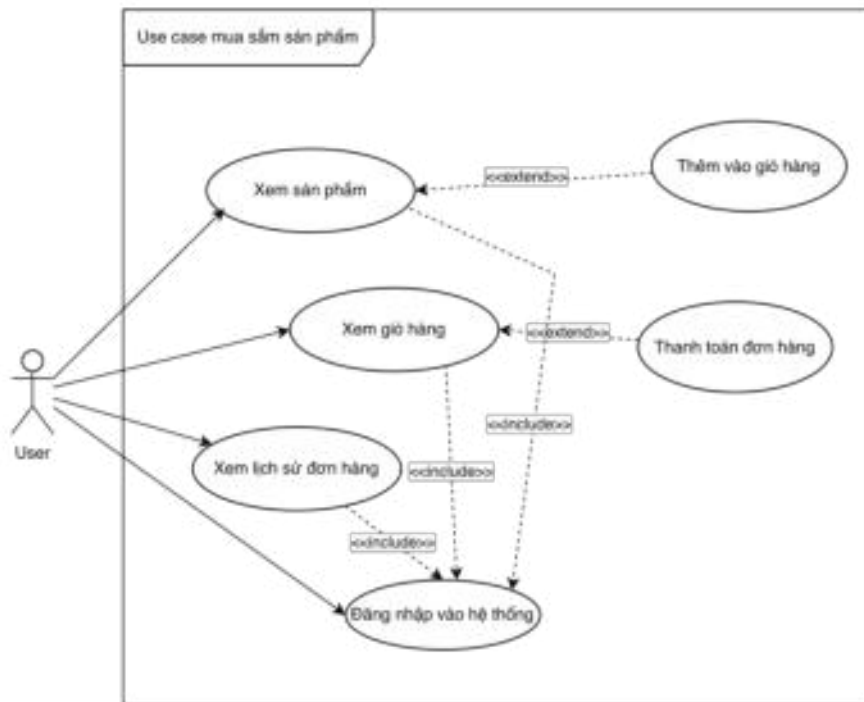 Use case mua sắm sản phẩm
Thêm vào giỏ hàng
<<extend>>
Xem sản phẩm
Xem giỏ hàng
<<extend>>
Thanh toán đơn hàng
<<include>>
User
Xem lịch sử đơn hàng
<<include>>
<<include>>
Đăng nhập vào hệ thống